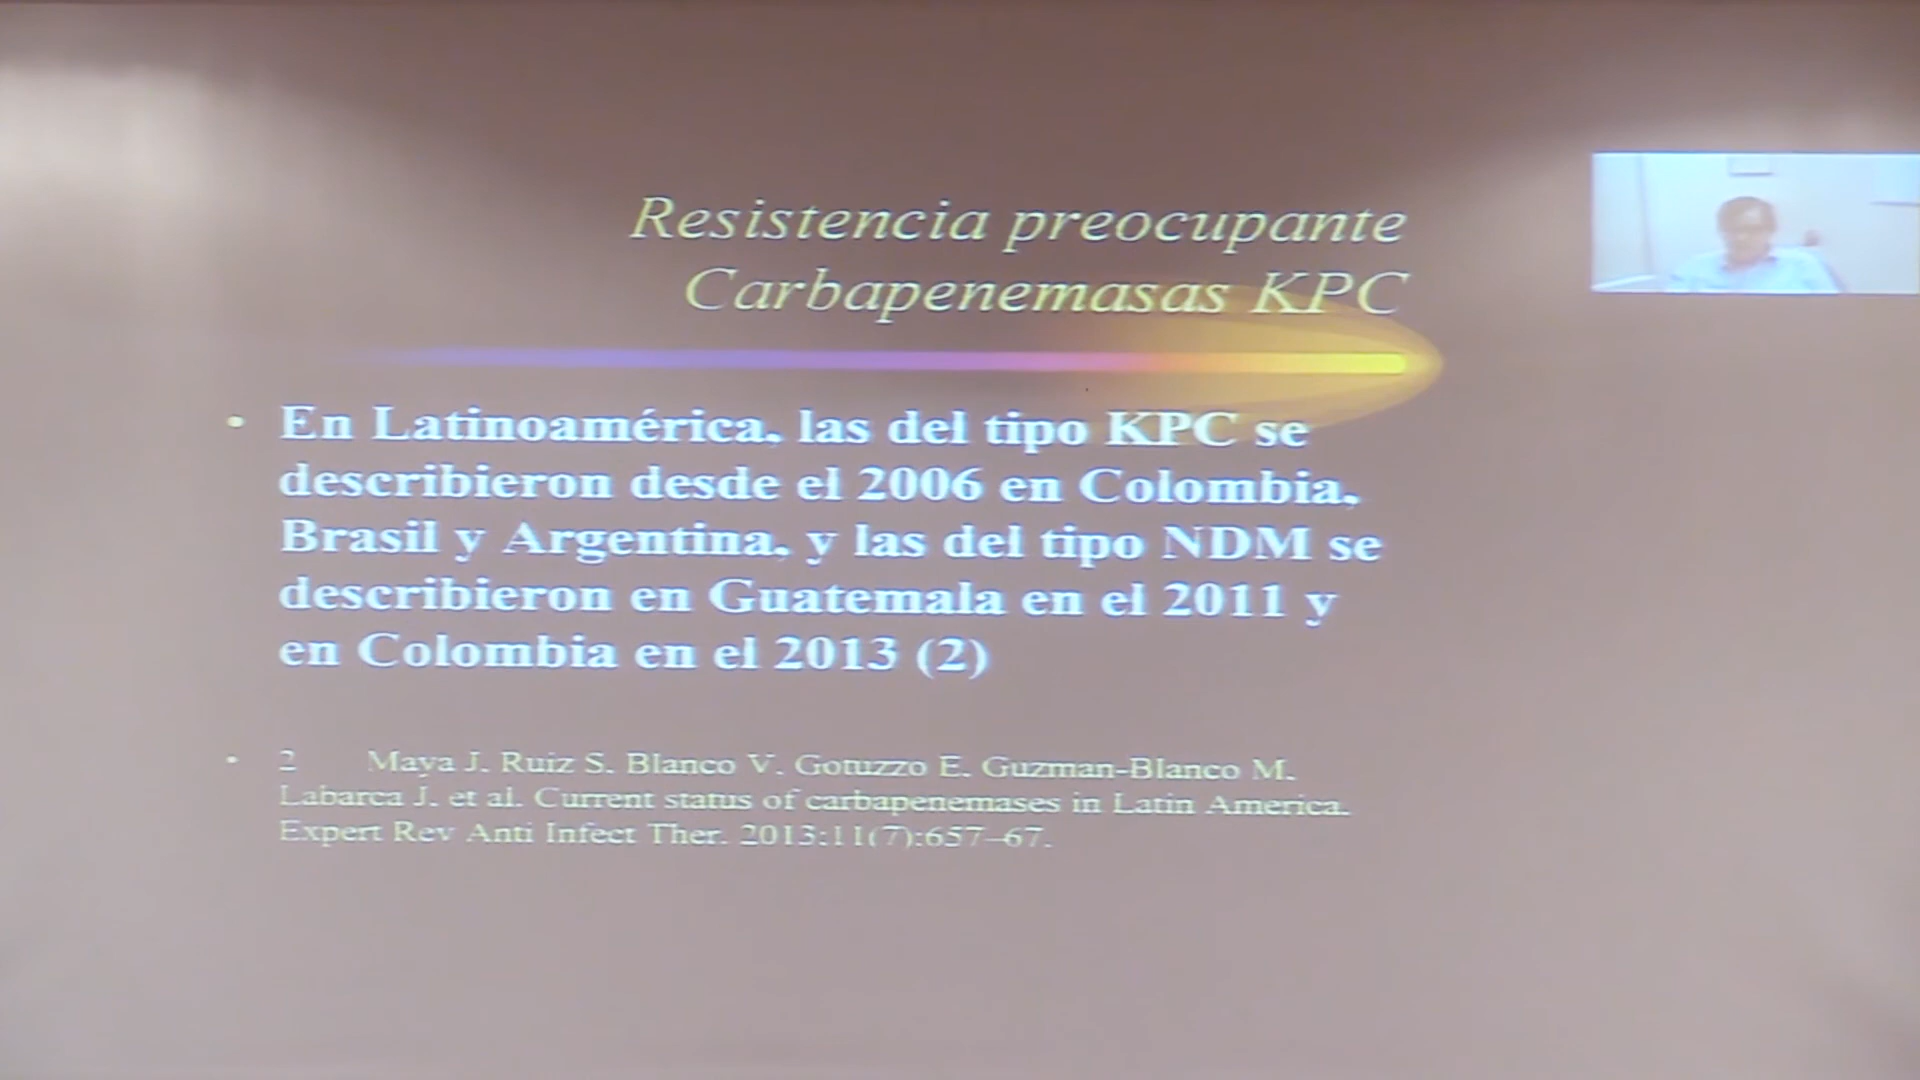 Resistencia preocupante
Carbapenemasas KPC
• En Latinoamérica, las del tipo KPC se
describieron desde el 2006 en Colombia,
Brasil y Argentina, y las del tipo NDM se
describieron en Guatemala en el 2011 y
en Colombia en el 2013 (2)
• 2 Maya J. Ruiz S. Blanco V. Gotuzzo E. Guzman-Blanco M.
Labarca J. et al. Current status of carbapenemases in Latin America.
Expert Rev Anti Infect Ther. 2013;11(7):657–67.